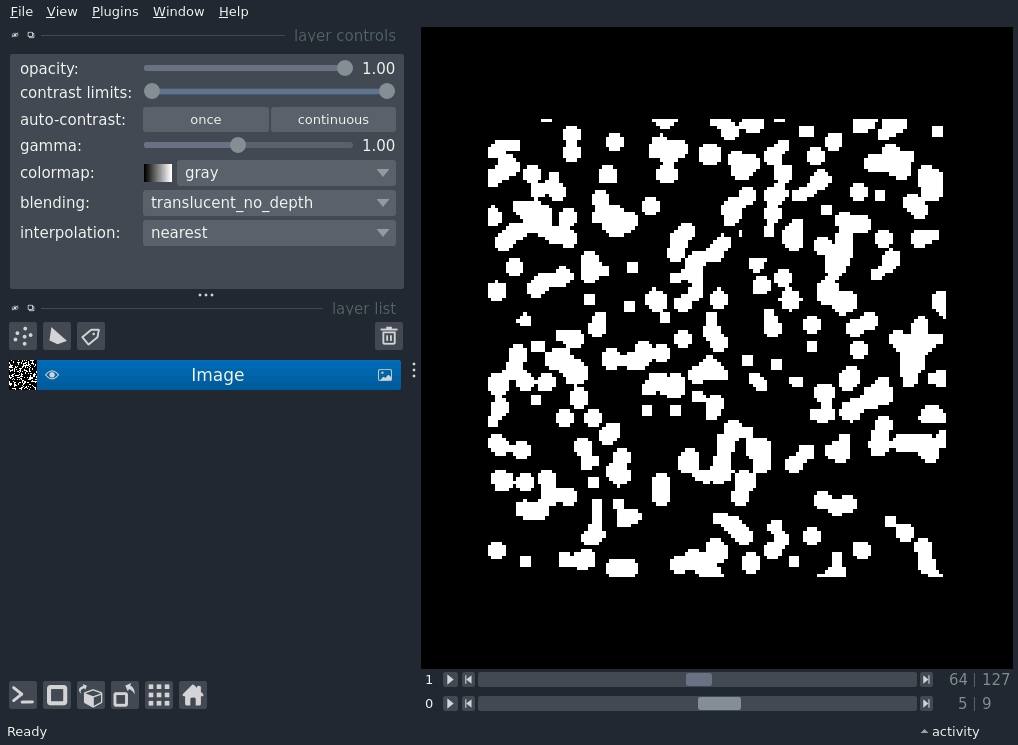 File View Plugins Window Help
layer controls
opacity: 1.00
contrast limits:
auto-contrast: once continuous
gamma: 1.00
colormap: gray
blending: translucent_no_depth
interpolation: nearest
layer list
Image
1 64 | 127
0 5 | 9
Ready activity